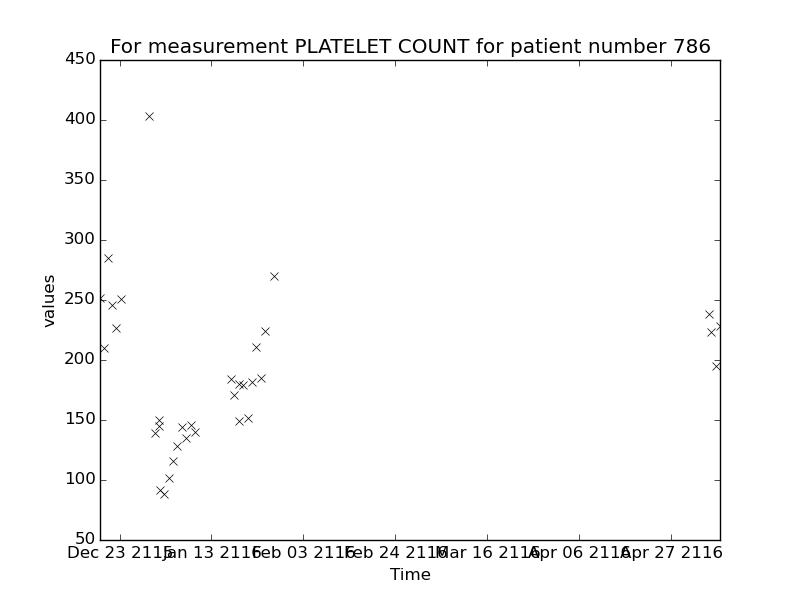 For measurement PLATELET COUNT for patient number 786
450
400
350
300
250
200
150
100
50
values
Dec 23 2115 Jan 13 2116 Feb 03 2116 Feb 24 2116 Mar 16 2116 Apr 06 2116 Apr 27 2116
Time